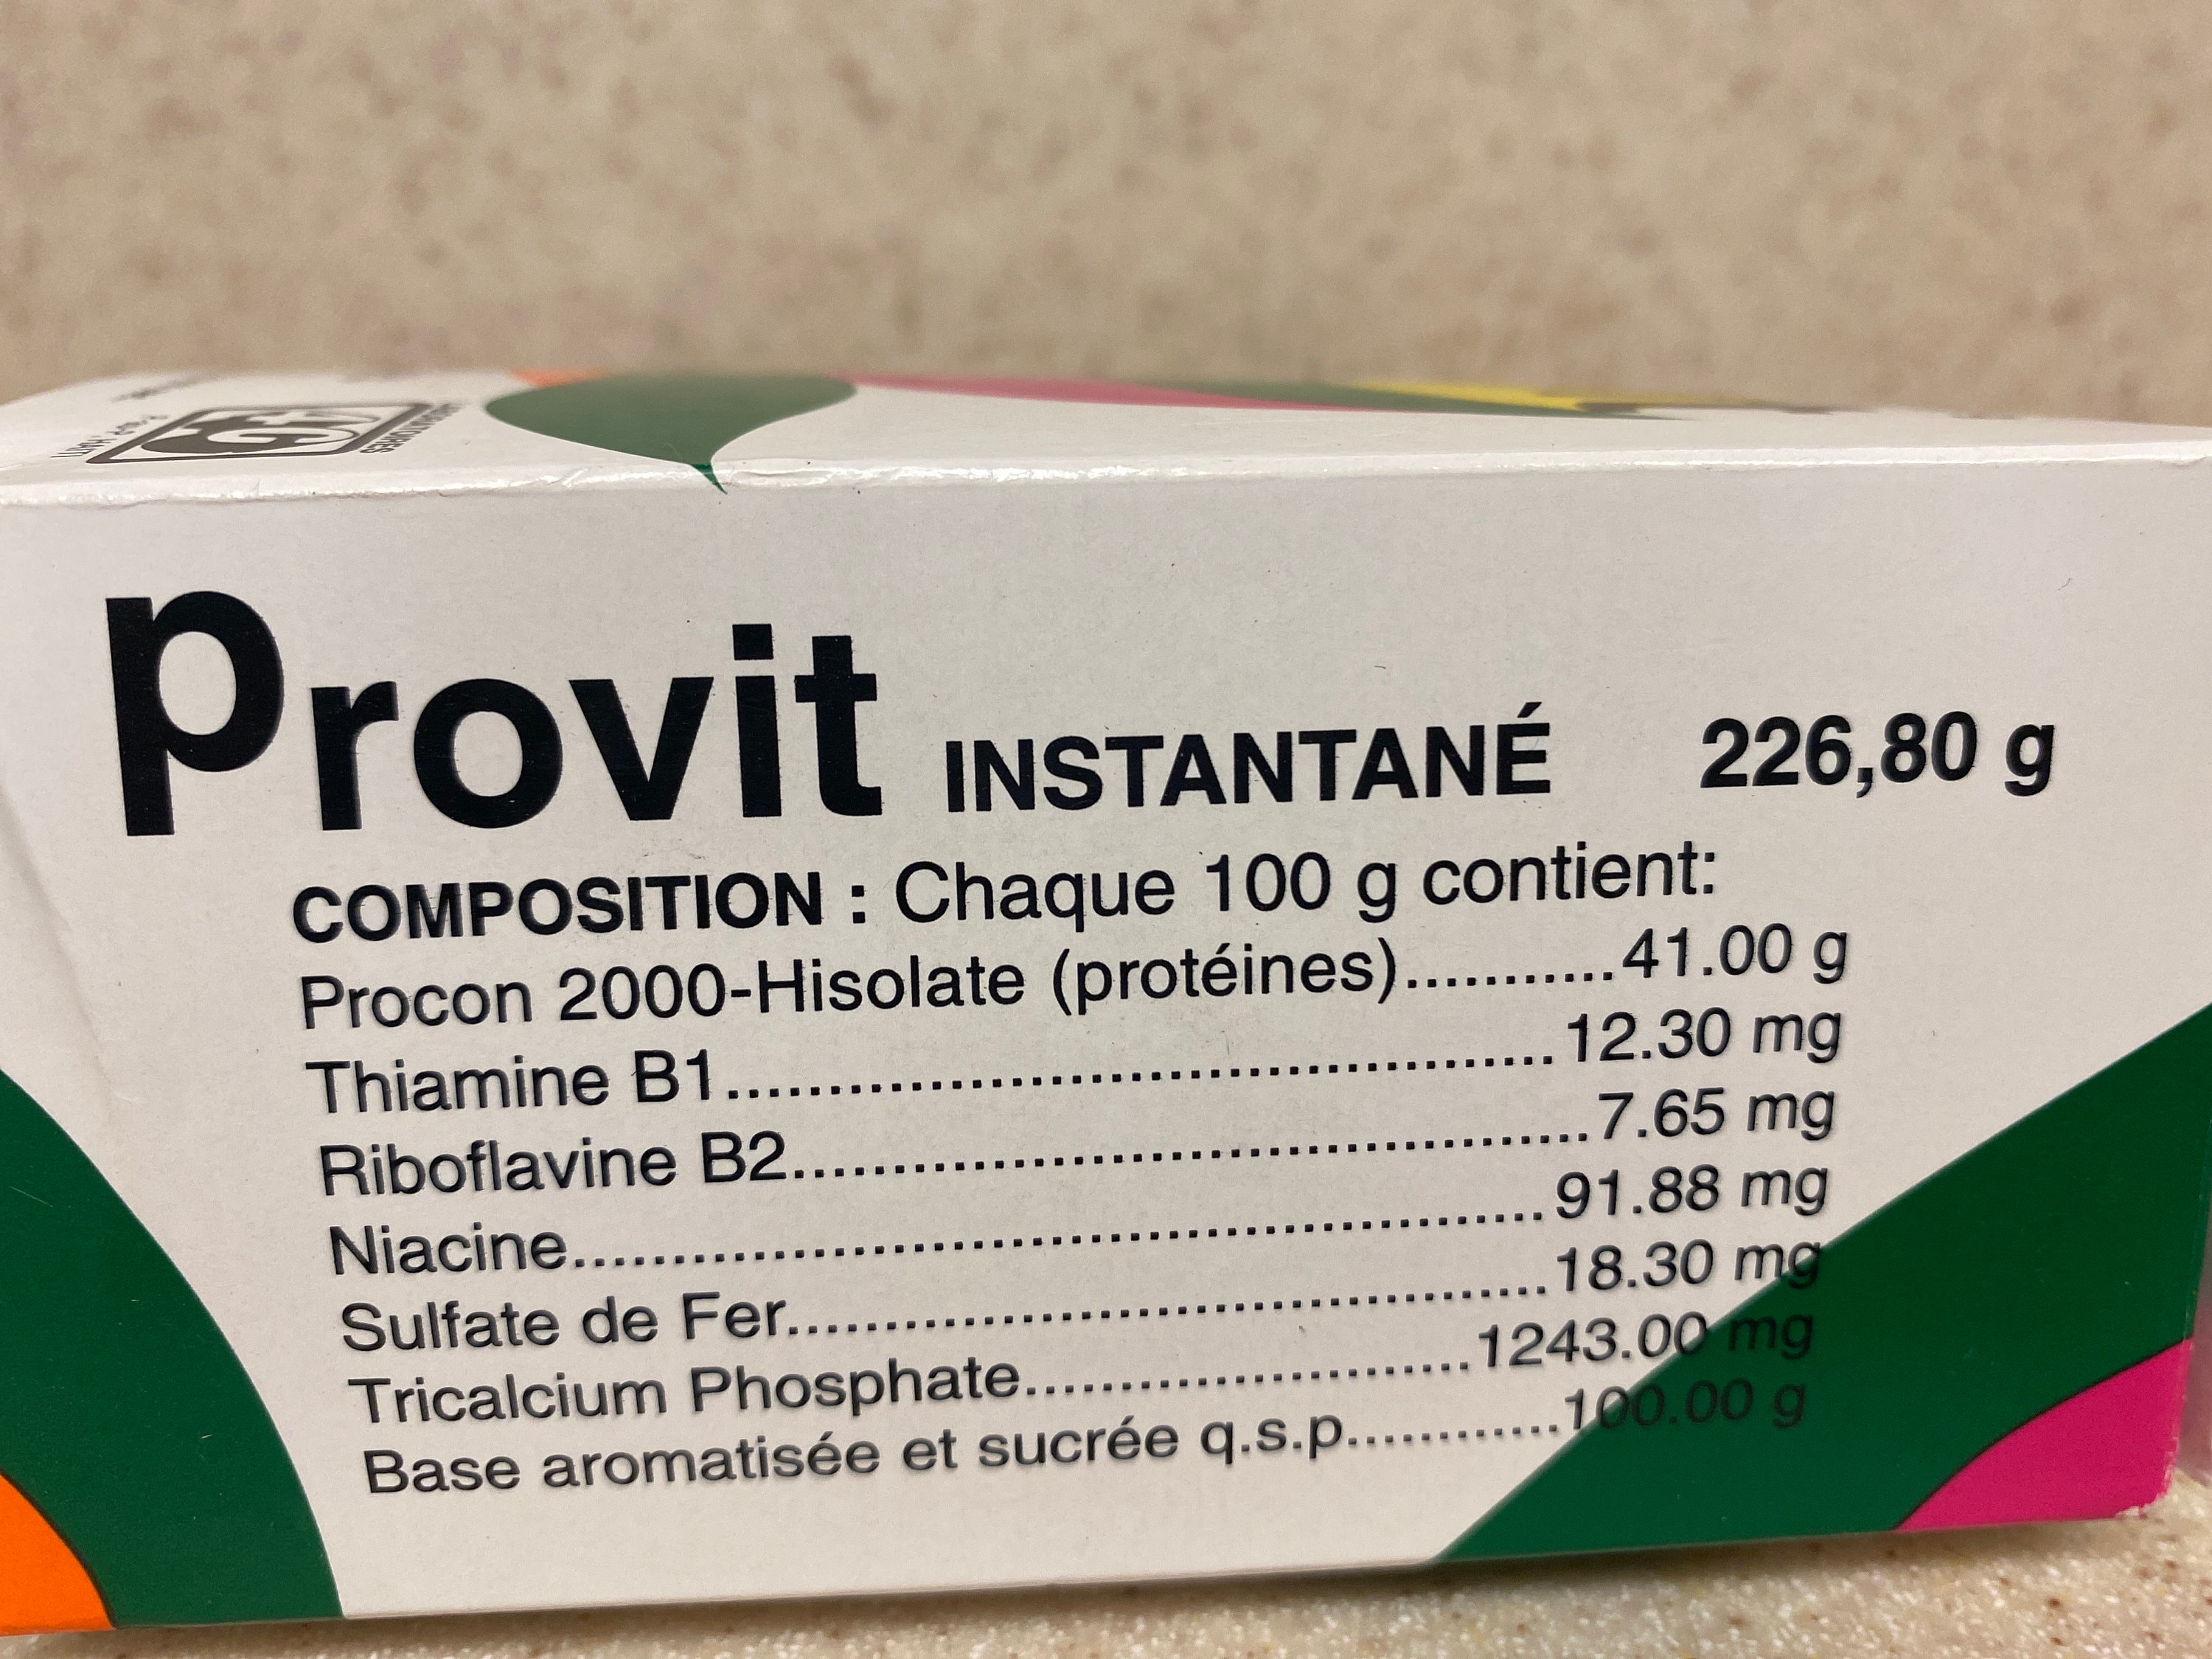 LABORATOIRES
Provit INSTANTANÉ 226,80 g
COMPOSITION : Chaque 100 g contient:
Procon 2000-Hisolate (protéines)...........41.00 g
Thiamine B1.................................................12.30 mg
Riboflavine B2...............................................7.65 mg
Niacine.........................................................91.88 mg
Sulfate de Fer.............................................18.30 mg
Tricalcium Phosphate..........................1243.00 mg
Base aromatisée et sucrée q.s.p............100.00 g